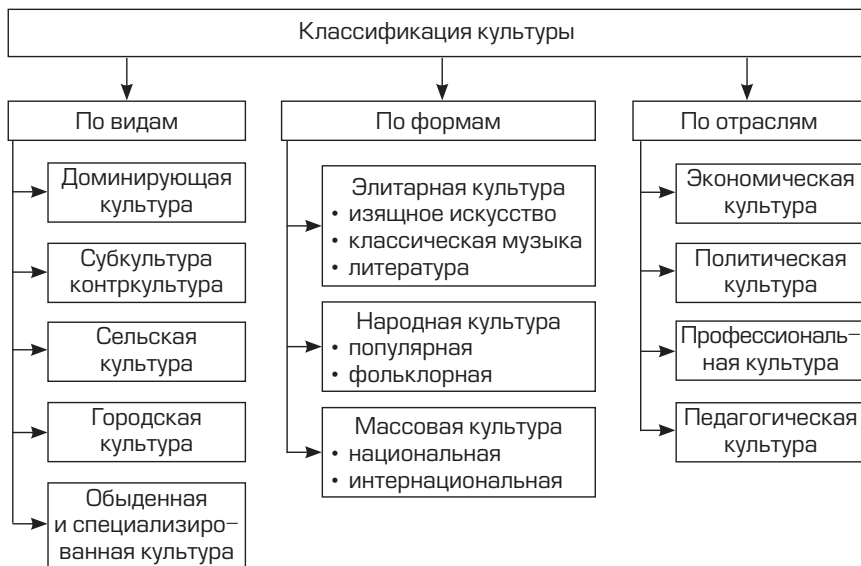 Классификация культуры
По видам
Доминирующая
культура
Субкультура
контркультура
Сельская
культура
Городская
культура
Обыденная
и специализиро-
ванная культура
По формам
Элитарная культура
• изящное искусство
• классическая музыка
• литература
Народная культура
• популярная
• фольклорная
Массовая культура
• национальная
• интернациональная
По отраслям
Экономическая
культура
Политическая
культура
Профессиональ-
ная культура
Педагогическая
культура